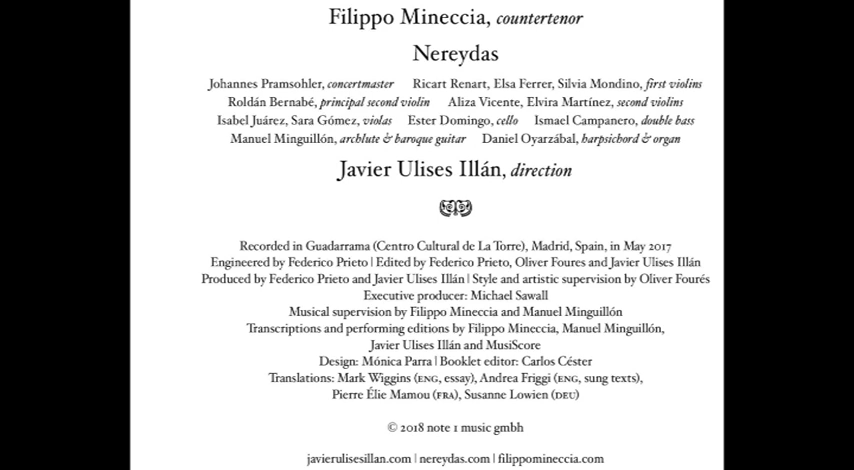 Filippo Mineccia, countertenor
Nereydas
Johannes Pramsohler, concertmaster Ricart Renart, Elsa Ferrer, Silvia Mondino, first violins
Roldán Bernabé, principal second violin Aliza Vicente, Elvira Martínez, second violins
Isabel Juárez, Sara Gómez, violas Ester Domingo, cello Ismael Campanero, double bass
Manuel Minguillón, archlute & baroque guitar Daniel Oyarzábal, harpsichord & organ
Javier Ulises Illán, direction
Recorded in Guadarrama (Centro Cultural de La Torre), Madrid, Spain, in May 2017
Engineered by Federico Prieto | Edited by Federico Prieto, Oliver Foures and Javier Ulises Illán
Produced by Federico Prieto and Javier Ulises Illán | Style and artistic supervision by Oliver Fourés
Executive producer: Michael Sawall
Musical supervision by Filippo Mineccia and Manuel Minguillón
Transcriptions and performing editions by Filippo Mineccia, Manuel Minguillón,
Javier Ulises Illán and MusiScore
Design: Mónica Parra | Booklet editor: Carlos Céster
Translations: Mark Wiggins (ENG, essay), Andrea Friggi (ENG, sung texts),
Pierre Élie Mamou (FRA), Susanne Lowien (DEU)
© 2018 note 1 music gmbh
javierulisesillan.com | nereydas.com | filippomineccia.com